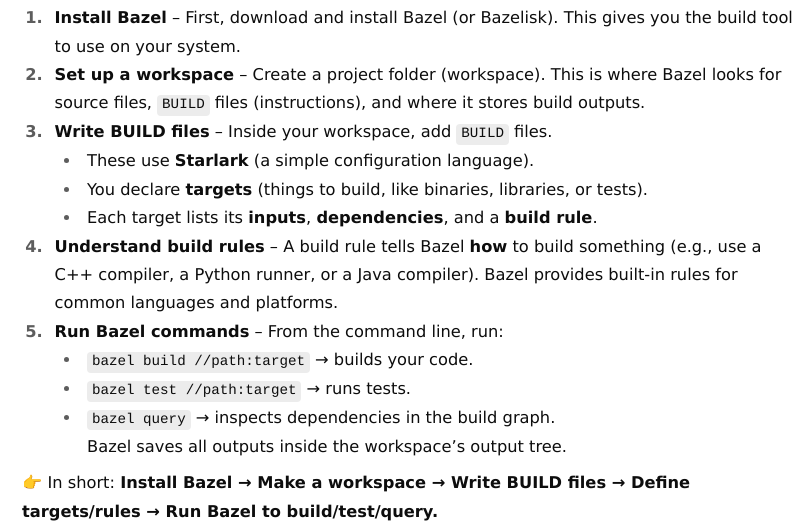 1. Install Bazel – First, download and install Bazel (or Bazelisk). This gives you the build tool
to use on your system.
2. Set up a workspace – Create a project folder (workspace). This is where Bazel looks for
source files, BUILD files (instructions), and where it stores build outputs.
3. Write BUILD files – Inside your workspace, add BUILD files.
• These use Starlark (a simple configuration language).
• You declare targets (things to build, like binaries, libraries, or tests).
• Each target lists its inputs, dependencies, and a build rule.
4. Understand build rules – A build rule tells Bazel how to build something (e.g., use a
C++ compiler, a Python runner, or a Java compiler). Bazel provides built-in rules for
common languages and platforms.
5. Run Bazel commands – From the command line, run:
• bazel build //path:target → builds your code.
• bazel test //path:target → runs tests.
• bazel query → inspects dependencies in the build graph.
Bazel saves all outputs inside the workspace’s output tree.
👉 In short: Install Bazel → Make a workspace → Write BUILD files → Define
targets/rules → Run Bazel to build/test/query.